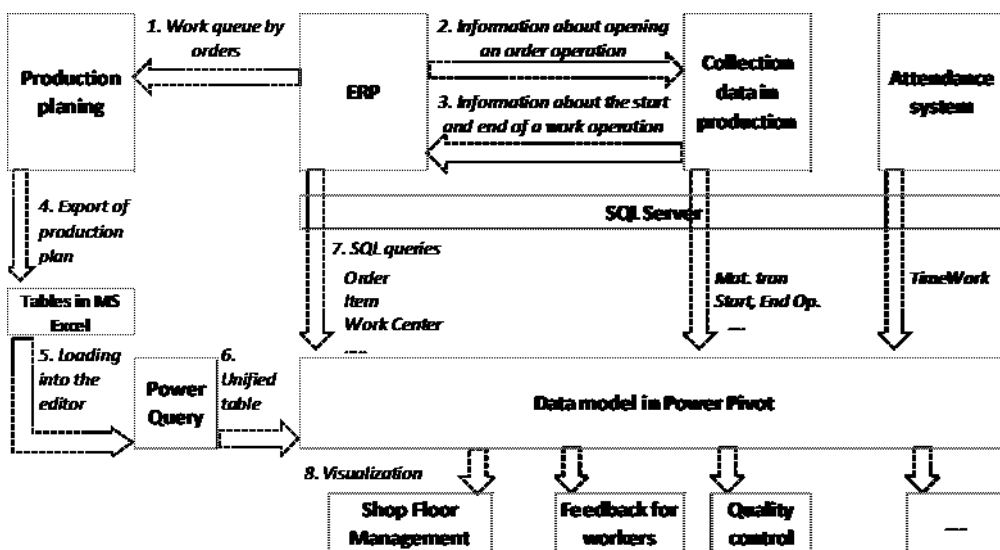 1. Work queue by
orders
2. Information about opening
an order operation
Production
planing
ERP
Collection
data in
production
Attendance
system
3. Information about the start
and end of a work operation
4. Export of
production
plan
SQL Server
7. SQL queries
Order
Item
Work Center
....
Mat. tran
Start, End Op.
....
TimeWork
Tables in MS
Excel
5. Loading
into the
editor
Power
Query
6.
Unified
table
Data model in Power Pivot
8. Visualization
Shop Floor
Management
Feedback for
workers
Quality
control
....